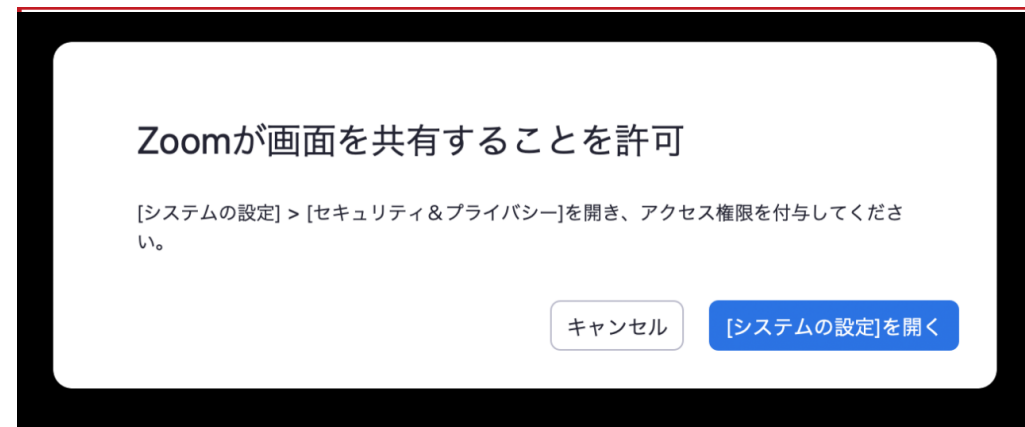 Zoomが画面を共有することを許可
[システムの設定] > [セキュリティ＆プライバシー]を開き、アクセス権限を付与してくださ
い。
キャンセル
[システムの設定]を開く